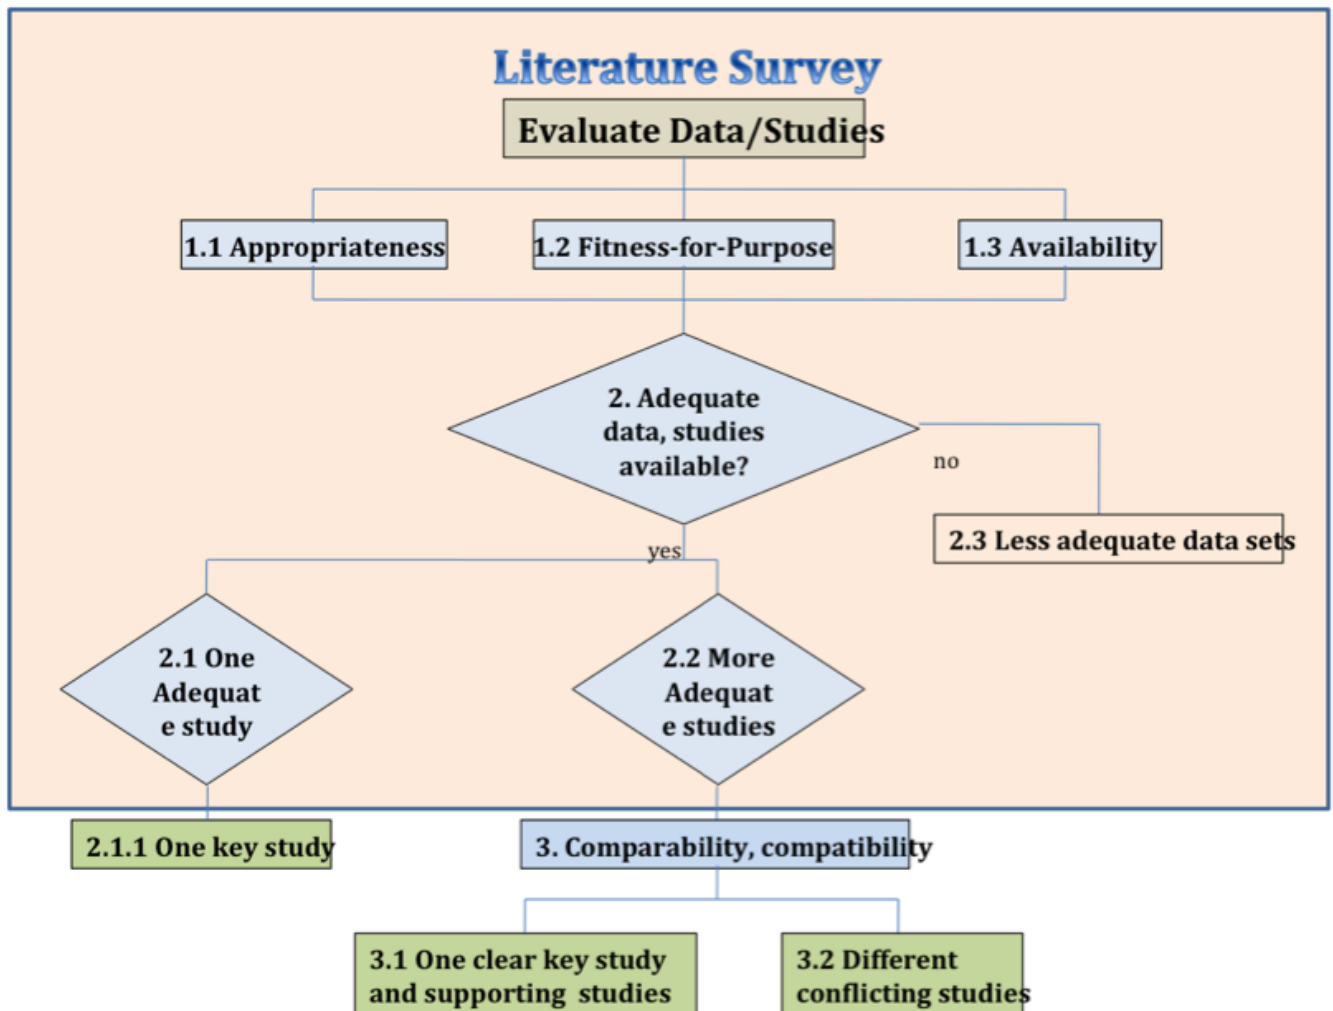 Literature Survey
Evaluate Data/Studies
1.1 Appropriateness
1.2 Fitness-for-Purpose
1.3 Availability
2. Adequate
data, studies
available?
no
2.3 Less adequate data sets
yes
2.1 One
Adequat
e study
2.2 More
Adequat
e studies
2.1.1 One key study
3. Comparability, compatibility
3.1 One clear key study
and supporting studies
3.2 Different
conflicting studies